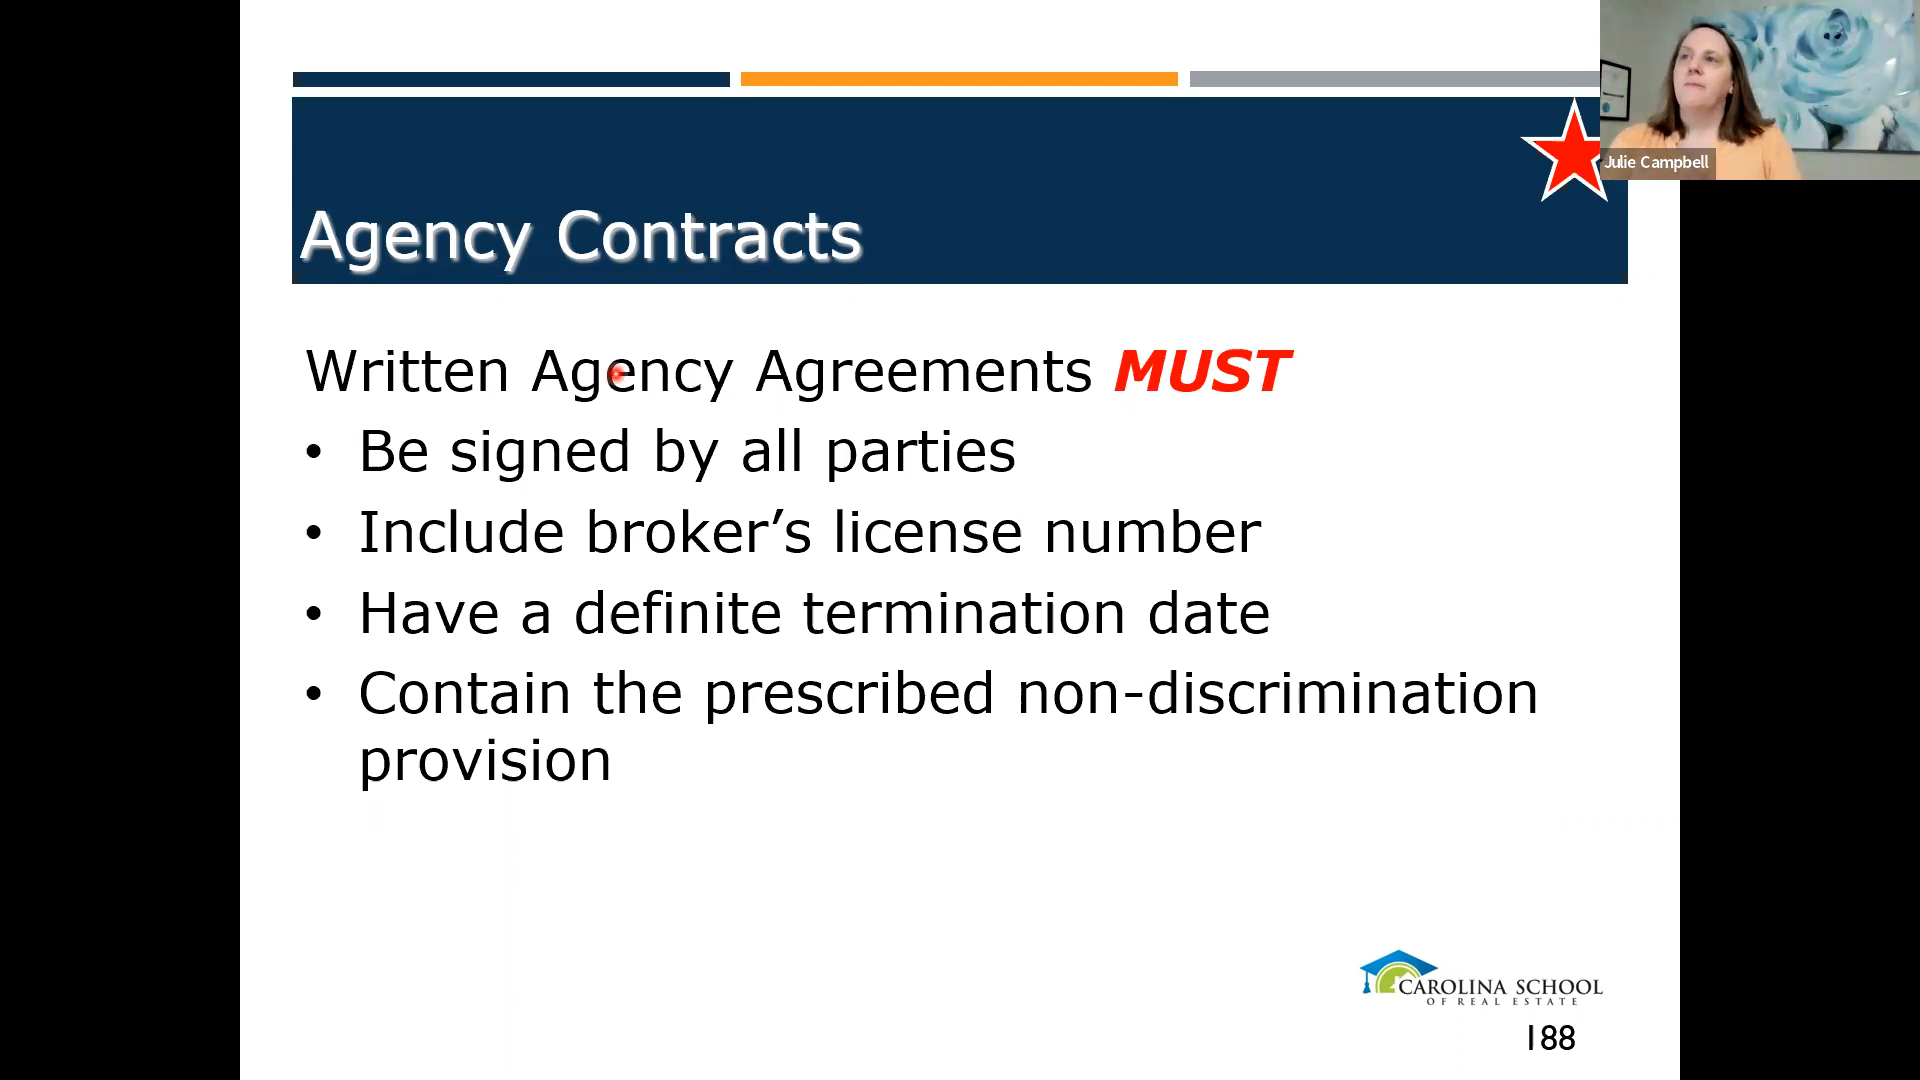 Julie Campbell
Agency Contracts
Written Agency Agreements MUST
• Be signed by all parties
• Include broker’s license number
• Have a definite termination date
• Contain the prescribed non-discrimination
provision
CAROLINA SCHOOL
OF REAL ESTATE
188